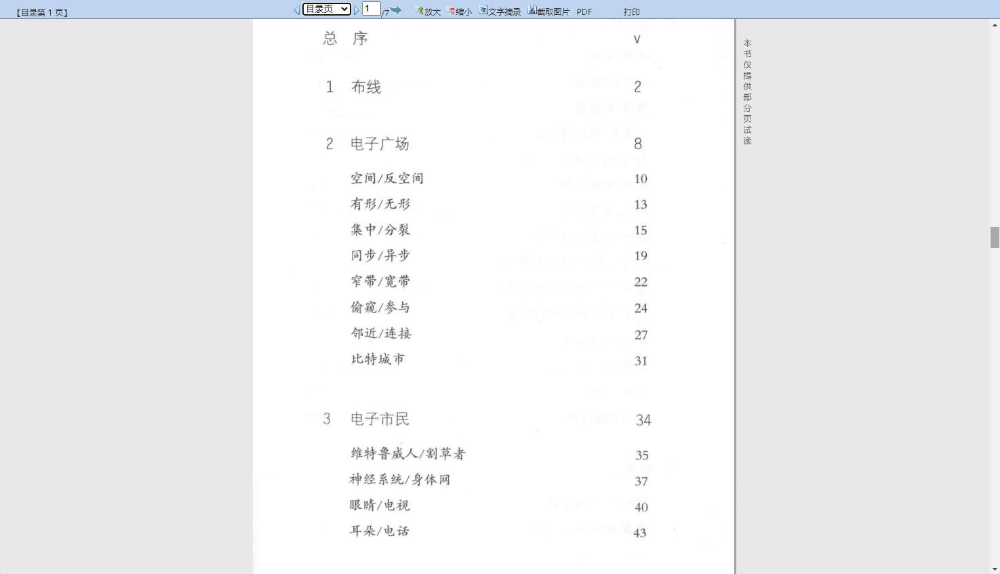 【目录第 1 页】 目录页 1 /7 放大 缩小 文字摘录 截取图片 PDF 打印
总 序 v
1 布线 2
2 电子广场 8
空间/反空间 10
有形/无形 13
集中/分裂 15
同步/异步 19
窄带/宽带 22
偷窥/参与 24
邻近/连接 27
比特城市 31
3 电子市民 34
维特鲁威人/割草者 35
神经系统/身体网 37
眼睛/电视 40
耳朵/电话 43
本书仅提供部分页试读